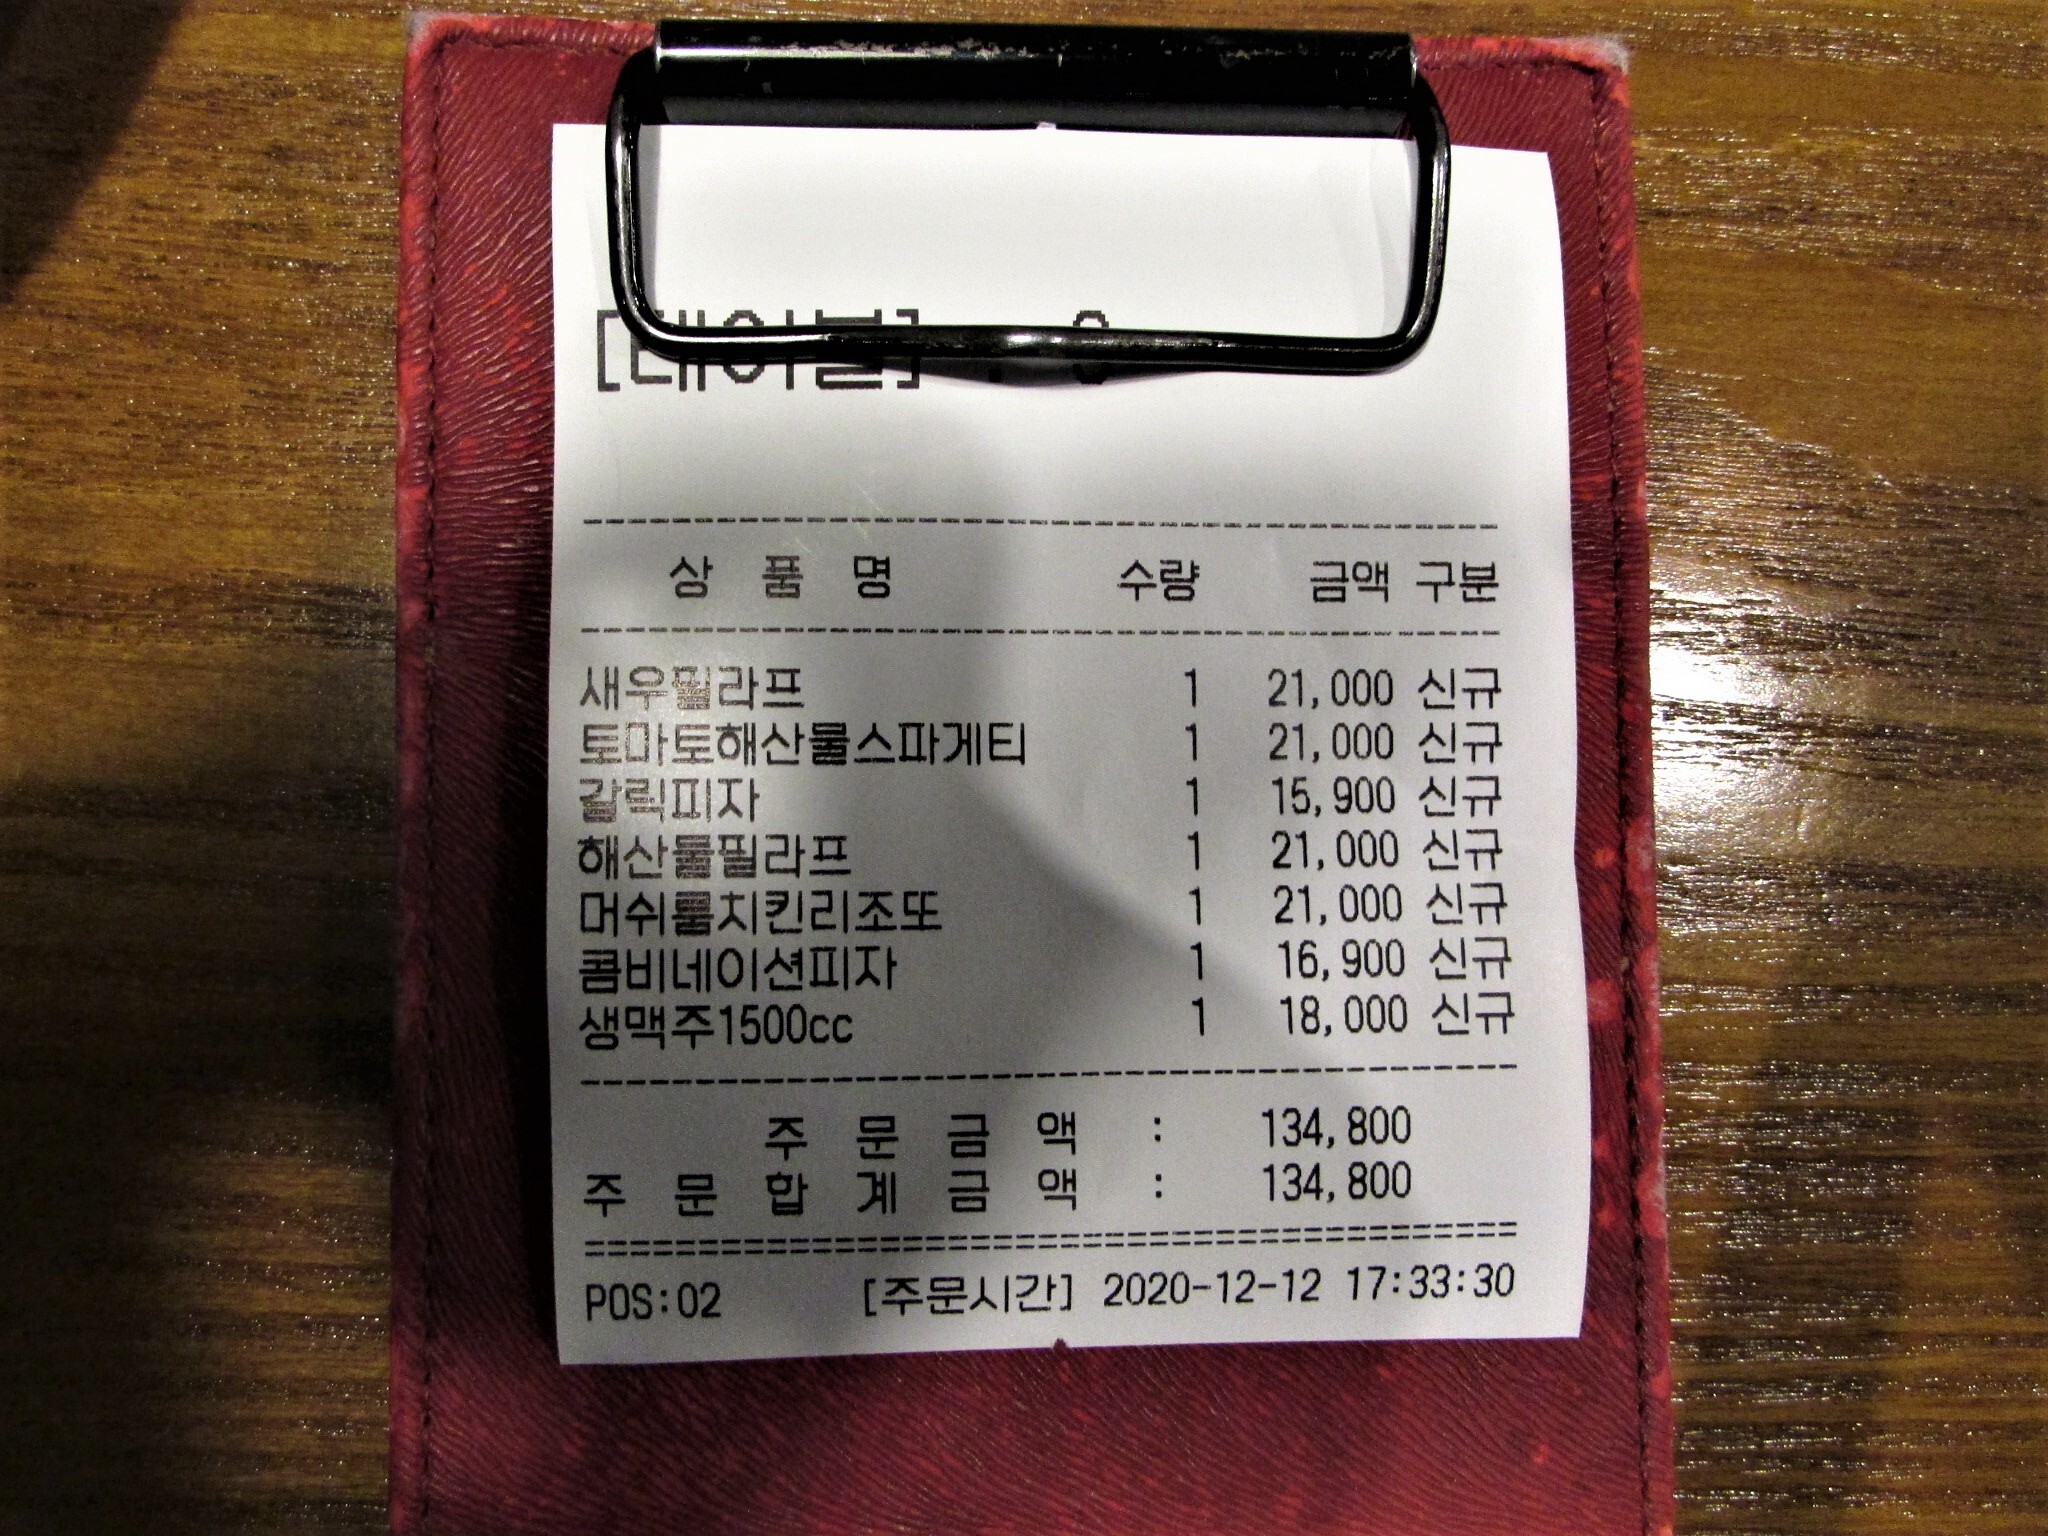 [테이블] :
상 품 명 수량 금액 구분
새우필라프 1 21,000 신규
토마토해산물스파게티 1 21,000 신규
갈릭피자 1 15,900 신규
해산물필라프 1 21,000 신규
머쉬룸치킨리조또 1 21,000 신규
콤비네이션피자 1 16,900 신규
생맥주1500cc 1 18,000 신규
주 문 금 액 : 134,800
주 문 합 계 금 액 : 134,800
POS:02 [주문시간] 2020-12-12 17:33:30